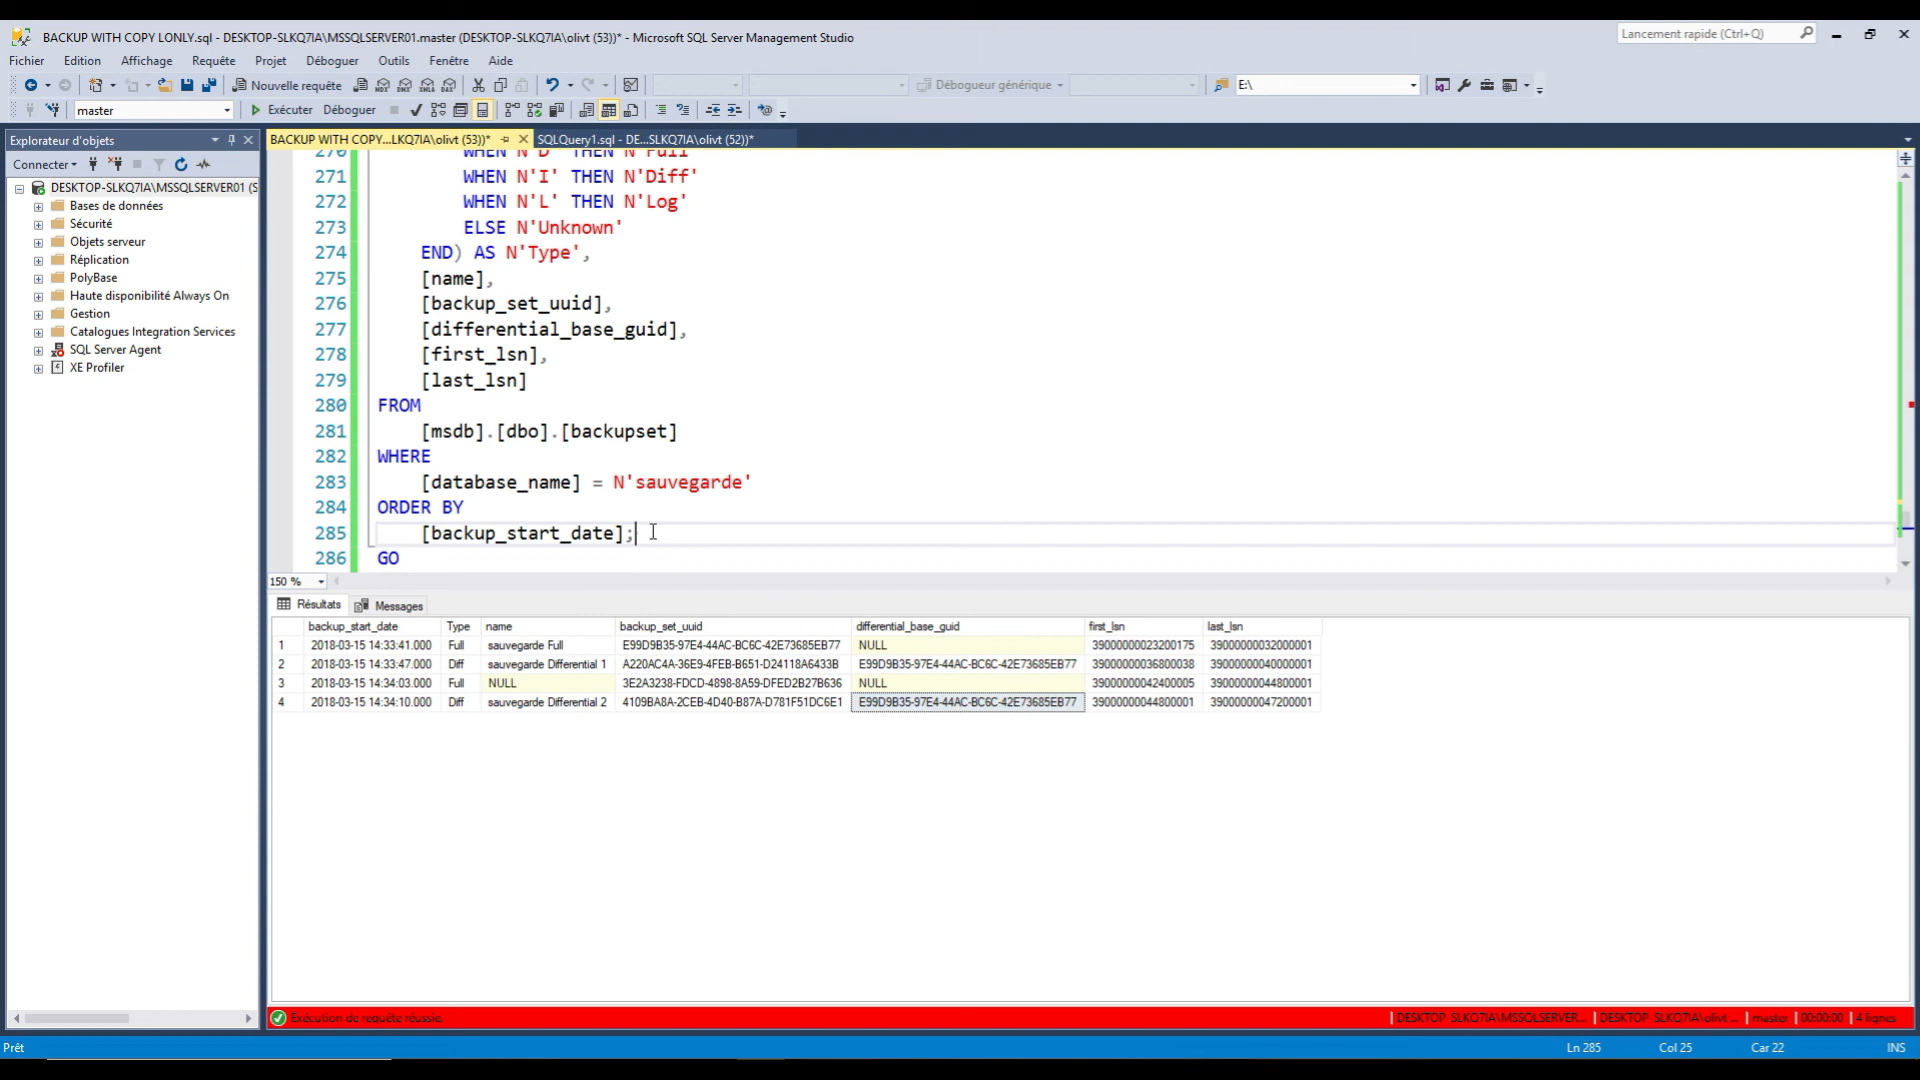 BACKUP WITH COPY LONLY.sql - DESKTOP-SLKQ7IA\MSSQLSERVER01.master (DESKTOP-SLKQ7IA\olivt (53))* - Microsoft SQL Server Management Studio
Lancement rapide (Ctrl+Q)
Fichier Edition Affichage Projet Requête Déboguer Outils Fenêtre Aide
Nouvelle requête
Débogueur générique
E:\
master
Exécuter Déboguer
Explorateur d'objets
BACKUP WITH COPY...LKQ7IA\olivt (53))*
SQLQuery1.sql - DE...SLKQ7IA\olivt (52))*
Connecter
DESKTOP-SLKQ7IA\MSSQLSERVER01 (S
Bases de données
Sécurité
Objets serveur
Réplication
PolyBase
Haute disponibilité Always On
Gestion
Catalogues Integration Services
SQL Server Agent
XE Profiler
270 WHEN N'D' THEN N'Full'
271 WHEN N'I' THEN N'Diff'
272 WHEN N'L' THEN N'Log'
273 ELSE N'Unknown'
274 END) AS N'Type',
275 [name],
276 [backup_set_uuid],
277 [differential_base_guid],
278 [first_lsn],
279 [last_lsn]
280 FROM
281 [msdb].[dbo].[backupset]
282 WHERE
283 [database_name] = N'sauvegarde'
284 ORDER BY
285 [backup_start_date];
286 GO
150 %
Résultats Messages
backup_start_date Type name backup_set_uuid differential_base_guid first_lsn last_lsn
1 2018-03-15 14:33:41.000 Full sauvegarde Full E99D9B35-97E4-44AC-BC6C-42E73685EB77 NULL 39000000023200175 39000000032000001
2 2018-03-15 14:33:47.000 Diff sauvegarde Differential 1 A220AC4A-36E9-4FEB-B651-D24118A6433B E99D9B35-97E4-44AC-BC6C-42E73685EB77 39000000036800038 39000000040000001
3 2018-03-15 14:34:03.000 Full NULL 3E2A3238-FDCD-4898-8A59-DFED2B27B636 NULL 39000000042400005 39000000044800001
4 2018-03-15 14:34:10.000 Diff sauvegarde Differential 2 4109BA8A-2CEB-4D40-B87A-D781F51DC6E1 E99D9B35-97E4-44AC-BC6C-42E73685EB77 39000000044800001 39000000047200001
Exécution de requête réussie.
DESKTOP-SLKQ7IA\MSSQLSERVER... DESKTOP-SLKQ7IA\olivt ... master 00:00:00 4 lignes
Prêt
Ln 285 Col 25 Car 22 INS